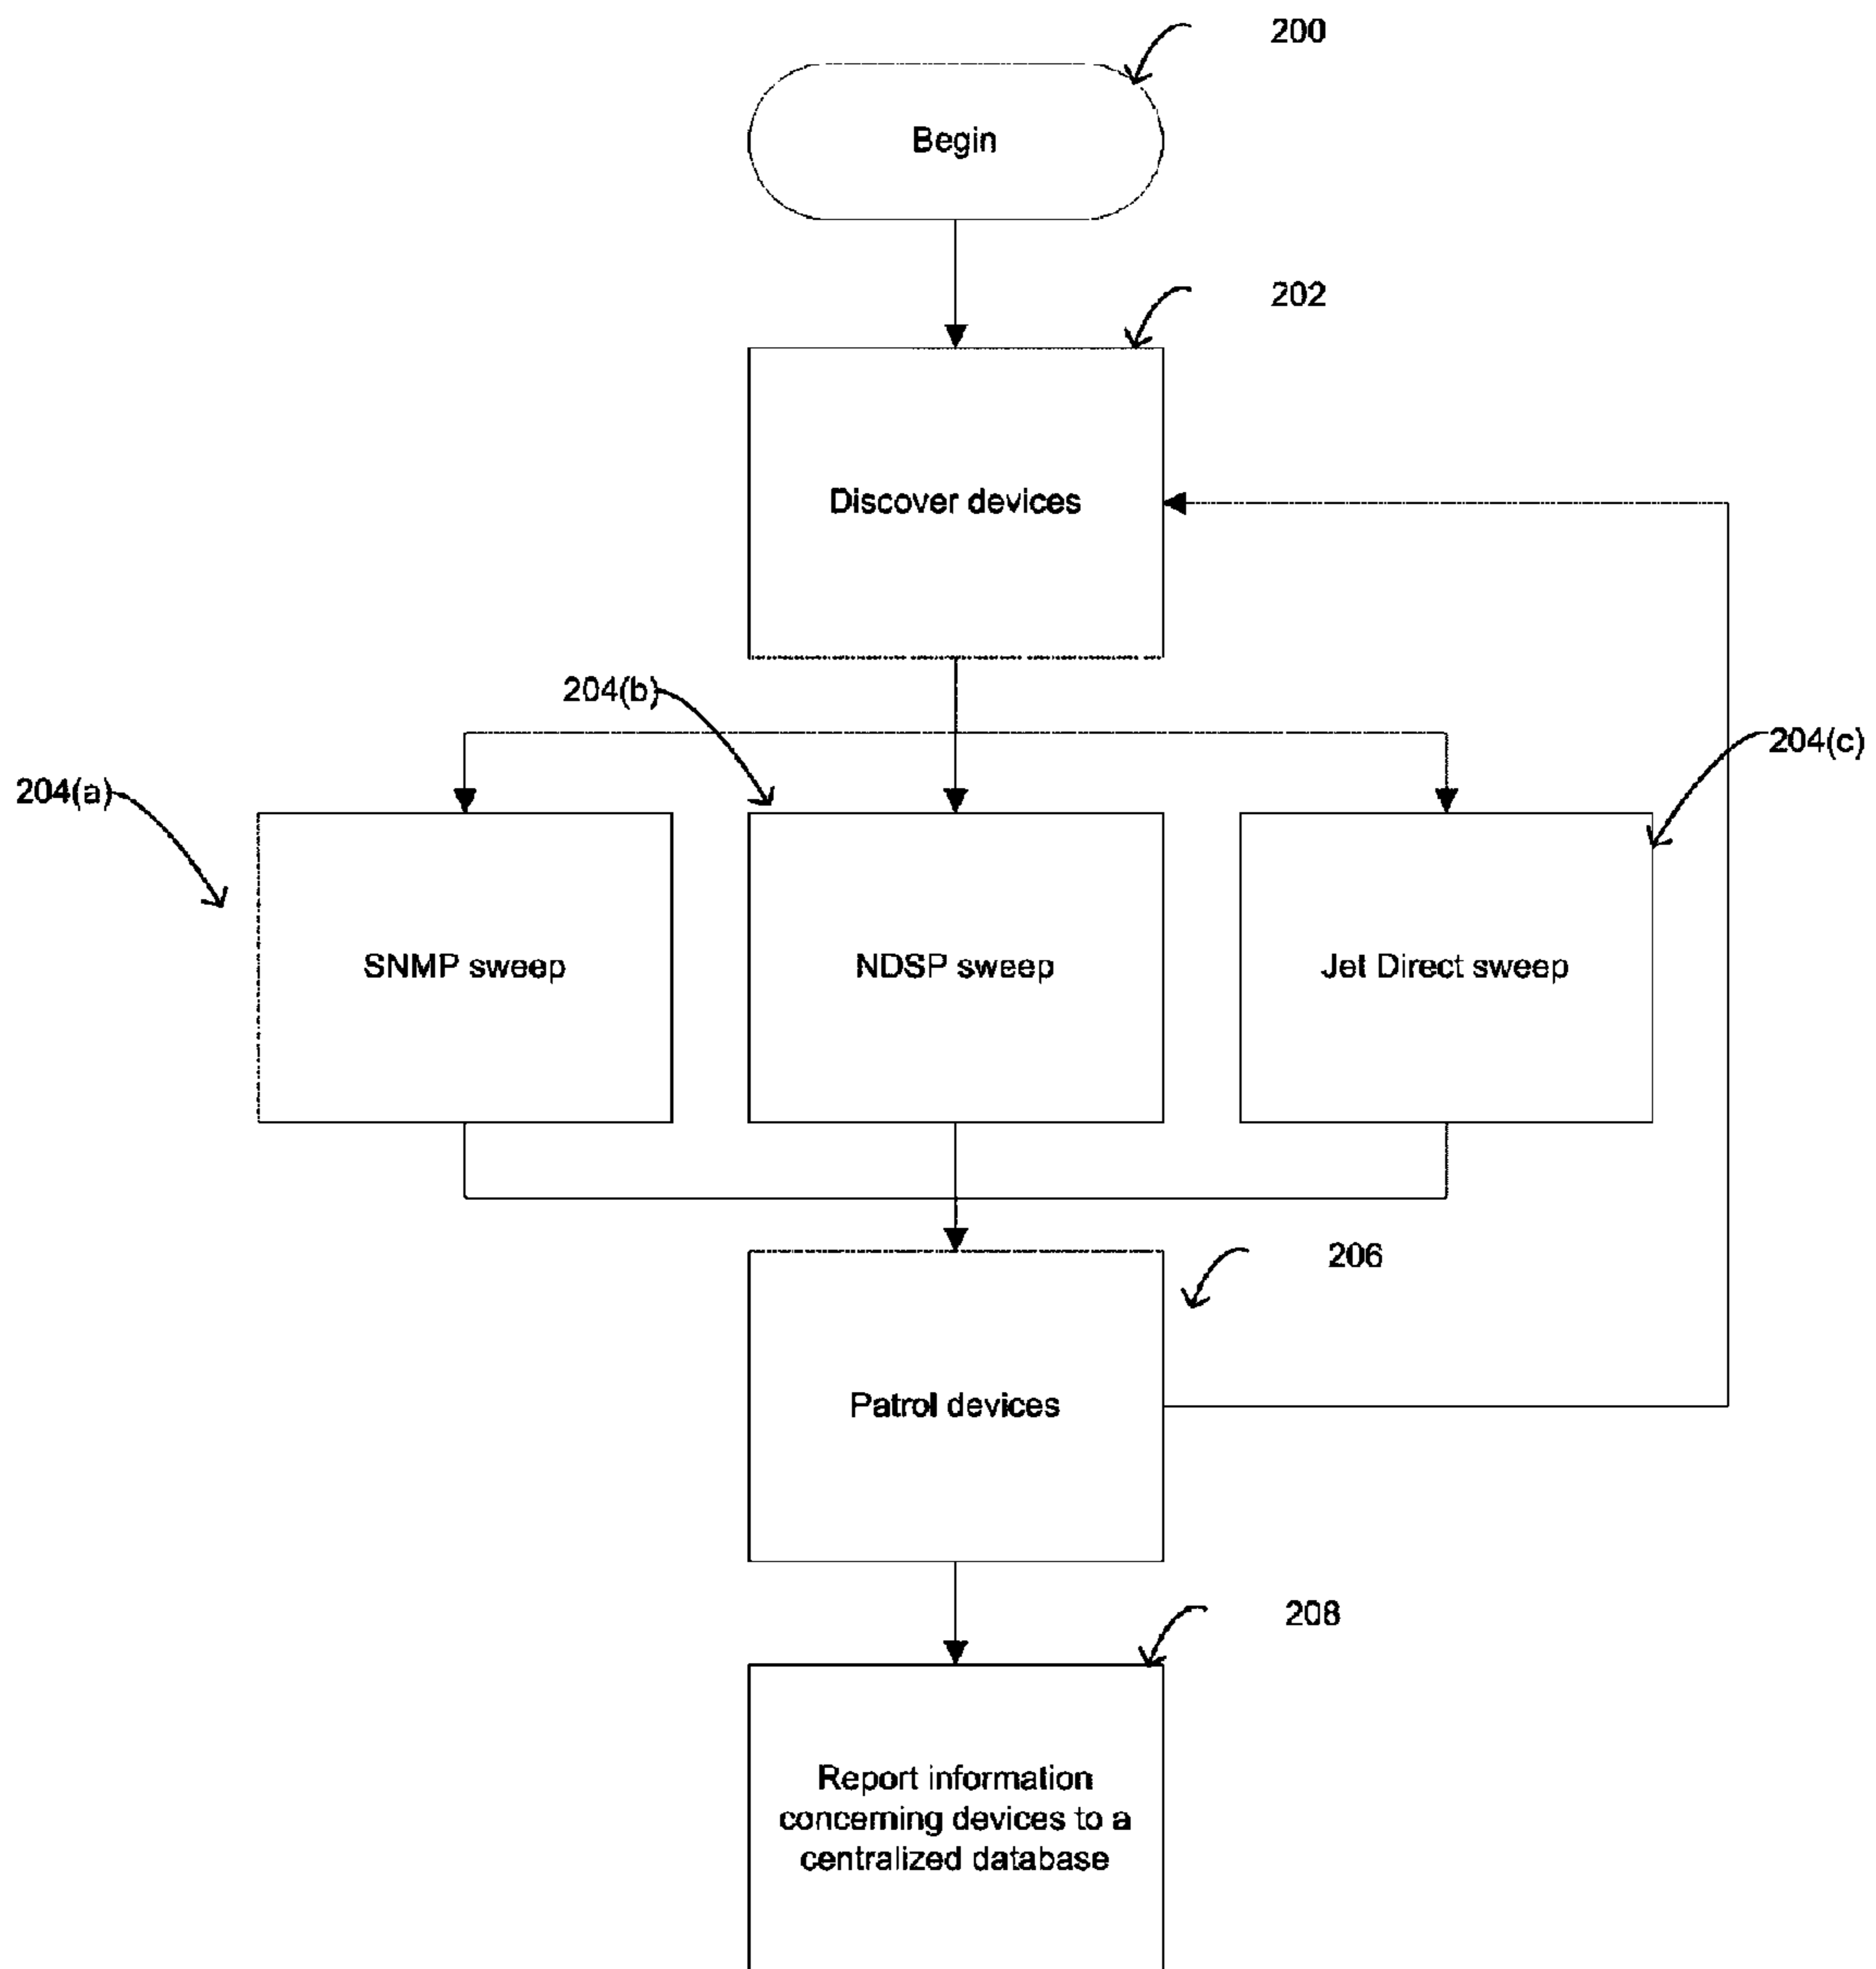 200
Begin
202
Discover devices
204(b)
204(c)
204(a)
SNMP sweep
NDSP sweep
Jet Direct sweep
206
Patrol devices
208
Report information
concerning devices to a
centralized database